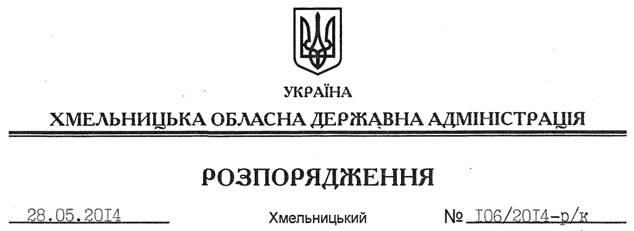 УКРАЇНА
ХМЕЛЬНИЦЬКА ОБЛАСНА ДЕРЖАВНА АДМІНІСТРАЦІЯ
РОЗПОРЯДЖЕННЯ
28.05.2014 Хмельницький № 106/2014-р/к